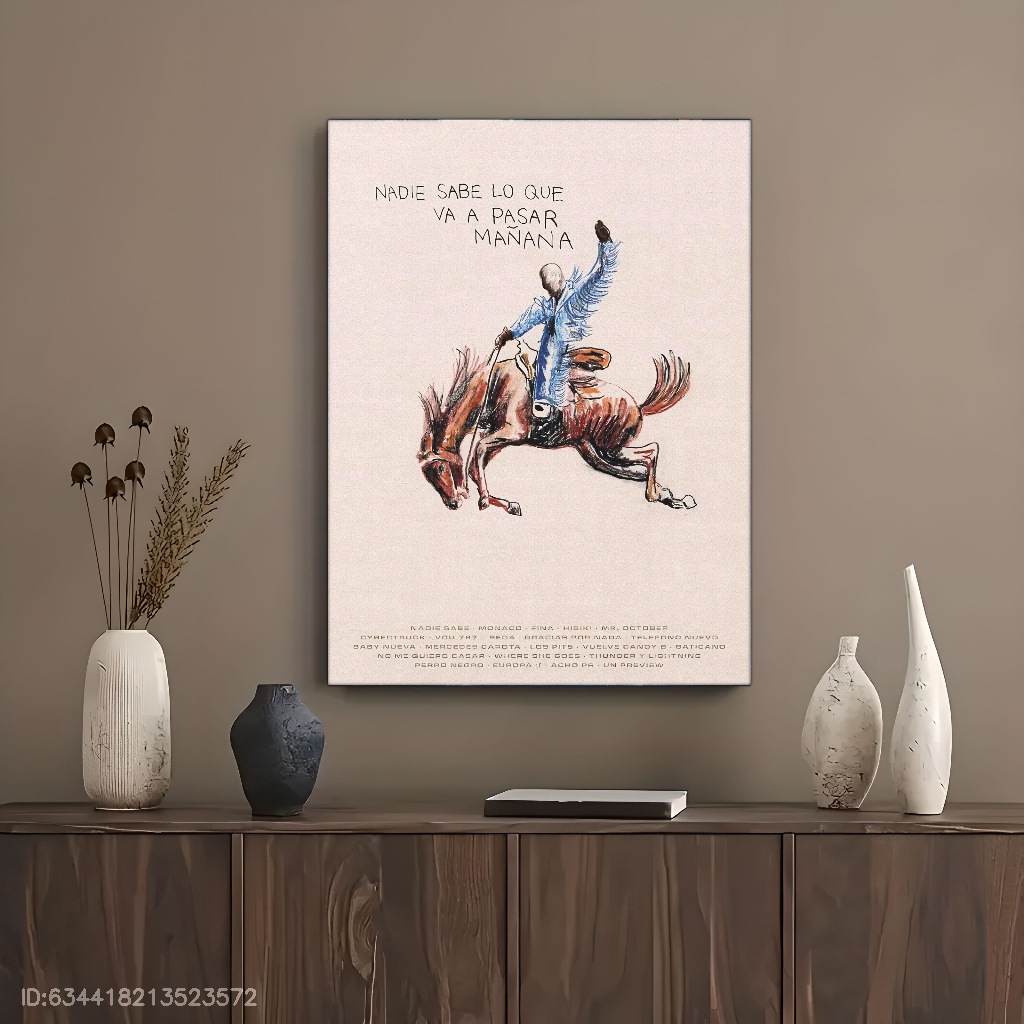 NADIE SABE LO QUE
VA A PASAR
MAÑANA
NADIE SABE · MONACO · FINA · HIBIKI · MR. OCTOBER
CYBERTRUCK · VOU 787 · SEDA · GRACIAS POR NADA · TELEFONO NUEVO
BABY NUEVA · MERCEDES CAROTA · LOS PITS · VUELVE CANDY B · BATICANO
NO ME QUIERO CASAR · WHERE SHE GOES · THUNDER Y LIGHTNING
PERRO NEGRO · EUROPA :( · ACHO PR · UN PREVIEW
ID:634418213523572